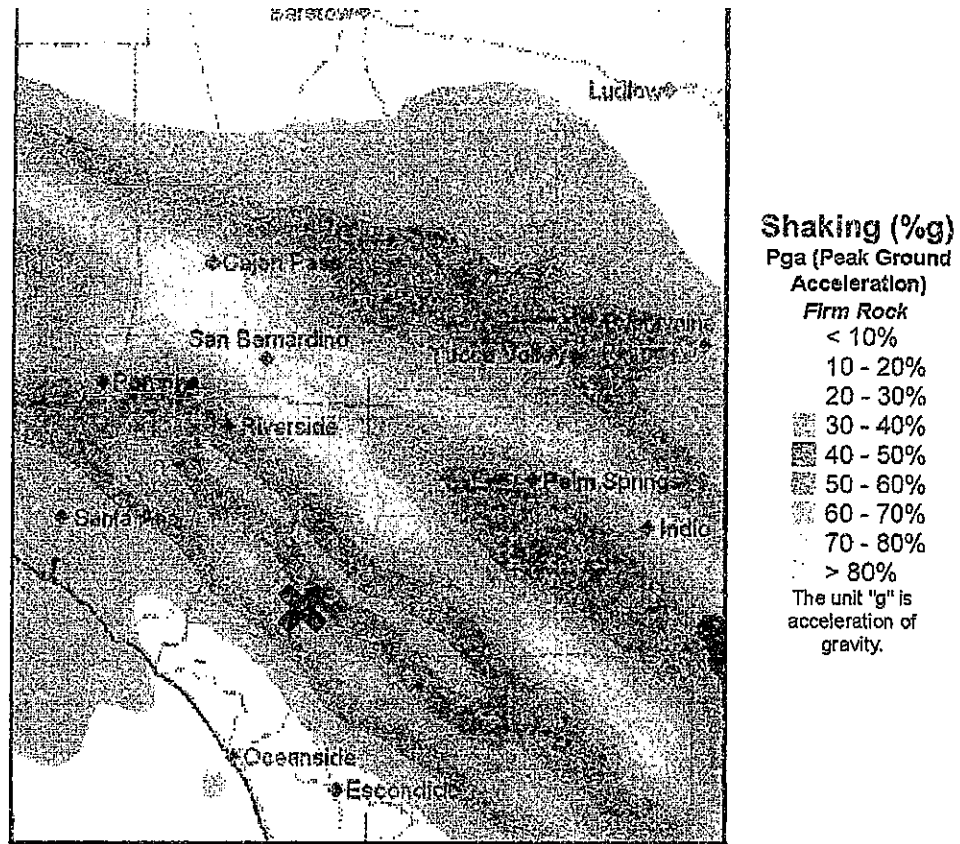 Barstow
Ludlow
Cajon Pass
San Bernardino
Riverside
Palm Springs
Santa Ana
Indio
Oceanside
Escondido
Shaking (%g)
Pga (Peak Ground
Acceleration)
Firm Rock
< 10%
10 - 20%
20 - 30%
30 - 40%
40 - 50%
50 - 60%
60 - 70%
70 - 80%
> 80%
The unit "g" is
acceleration of
gravity.